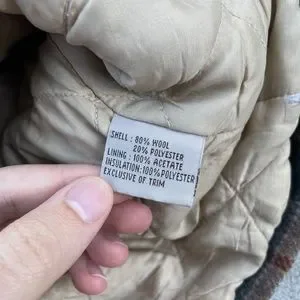 SHELL : 80% WOOL
20% POLYESTER
LINING : 100% ACETATE
INSULATION: 100% POLYESTER
EXCLUSIVE OF TRIM